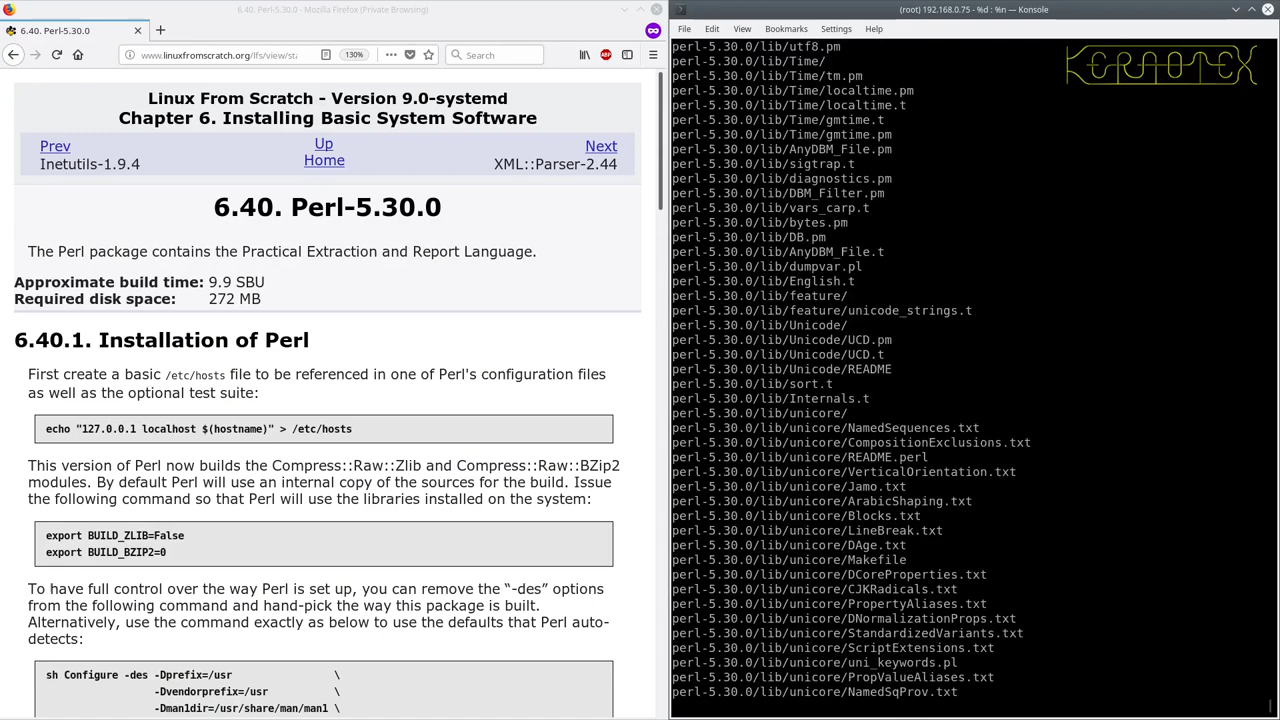 6.40. Perl-5.30.0 - Mozilla Firefox (Private Browsing)
6.40. Perl-5.30.0
www.linuxfromscratch.org/lfs/view/sta
130%
Search
Linux From Scratch - Version 9.0-systemd
Chapter 6. Installing Basic System Software
Prev
Up
Next
Inetutils-1.9.4
Home
XML::Parser-2.44
6.40. Perl-5.30.0
The Perl package contains the Practical Extraction and Report Language.
Approximate build time: 9.9 SBU
Required disk space: 272 MB
6.40.1. Installation of Perl
First create a basic /etc/hosts file to be referenced in one of Perl's configuration files
as well as the optional test suite:
echo "127.0.0.1 localhost $(hostname)" > /etc/hosts
This version of Perl now builds the Compress::Raw::Zlib and Compress::Raw::BZip2
modules. By default Perl will use an internal copy of the sources for the build. Issue
the following command so that Perl will use the libraries installed on the system:
export BUILD_ZLIB=False
export BUILD_BZIP2=0
To have full control over the way Perl is set up, you can remove the “-des” options
from the following command and hand-pick the way this package is built.
Alternatively, use the command exactly as below to use the defaults that Perl auto-
detects:
sh Configure -des -Dprefix=/usr \
-Dvendorprefix=/usr \
-Dman1dir=/usr/share/man/man1 \
(root) 192.168.0.75 - %d : %n — Konsole
File Edit View Bookmarks Settings Help
KERAOTEX
perl-5.30.0/lib/utf8.pm
perl-5.30.0/lib/Time/
perl-5.30.0/lib/Time/tm.pm
perl-5.30.0/lib/Time/localtime.pm
perl-5.30.0/lib/Time/localtime.t
perl-5.30.0/lib/Time/gmtime.t
perl-5.30.0/lib/Time/gmtime.pm
perl-5.30.0/lib/AnyDBM_File.pm
perl-5.30.0/lib/sigtrap.t
perl-5.30.0/lib/diagnostics.pm
perl-5.30.0/lib/DBM_Filter.pm
perl-5.30.0/lib/vars_carp.t
perl-5.30.0/lib/bytes.pm
perl-5.30.0/lib/DB.pm
perl-5.30.0/lib/AnyDBM_File.t
perl-5.30.0/lib/dumpvar.pl
perl-5.30.0/lib/English.t
perl-5.30.0/lib/feature/
perl-5.30.0/lib/feature/unicode_strings.t
perl-5.30.0/lib/Unicode/
perl-5.30.0/lib/Unicode/UCD.pm
perl-5.30.0/lib/Unicode/UCD.t
perl-5.30.0/lib/Unicode/README
perl-5.30.0/lib/sort.t
perl-5.30.0/lib/Internals.t
perl-5.30.0/lib/unicore/
perl-5.30.0/lib/unicore/NamedSequences.txt
perl-5.30.0/lib/unicore/CompositionExclusions.txt
perl-5.30.0/lib/unicore/README.perl
perl-5.30.0/lib/unicore/VerticalOrientation.txt
perl-5.30.0/lib/unicore/Jamo.txt
perl-5.30.0/lib/unicore/ArabicShaping.txt
perl-5.30.0/lib/unicore/Blocks.txt
perl-5.30.0/lib/unicore/LineBreak.txt
perl-5.30.0/lib/unicore/DAge.txt
perl-5.30.0/lib/unicore/Makefile
perl-5.30.0/lib/unicore/DCoreProperties.txt
perl-5.30.0/lib/unicore/CJKRadicals.txt
perl-5.30.0/lib/unicore/PropertyAliases.txt
perl-5.30.0/lib/unicore/DNormalizationProps.txt
perl-5.30.0/lib/unicore/StandardizedVariants.txt
perl-5.30.0/lib/unicore/ScriptExtensions.txt
perl-5.30.0/lib/unicore/uni_keywords.pl
perl-5.30.0/lib/unicore/PropValueAliases.txt
perl-5.30.0/lib/unicore/NamedSqProv.txt